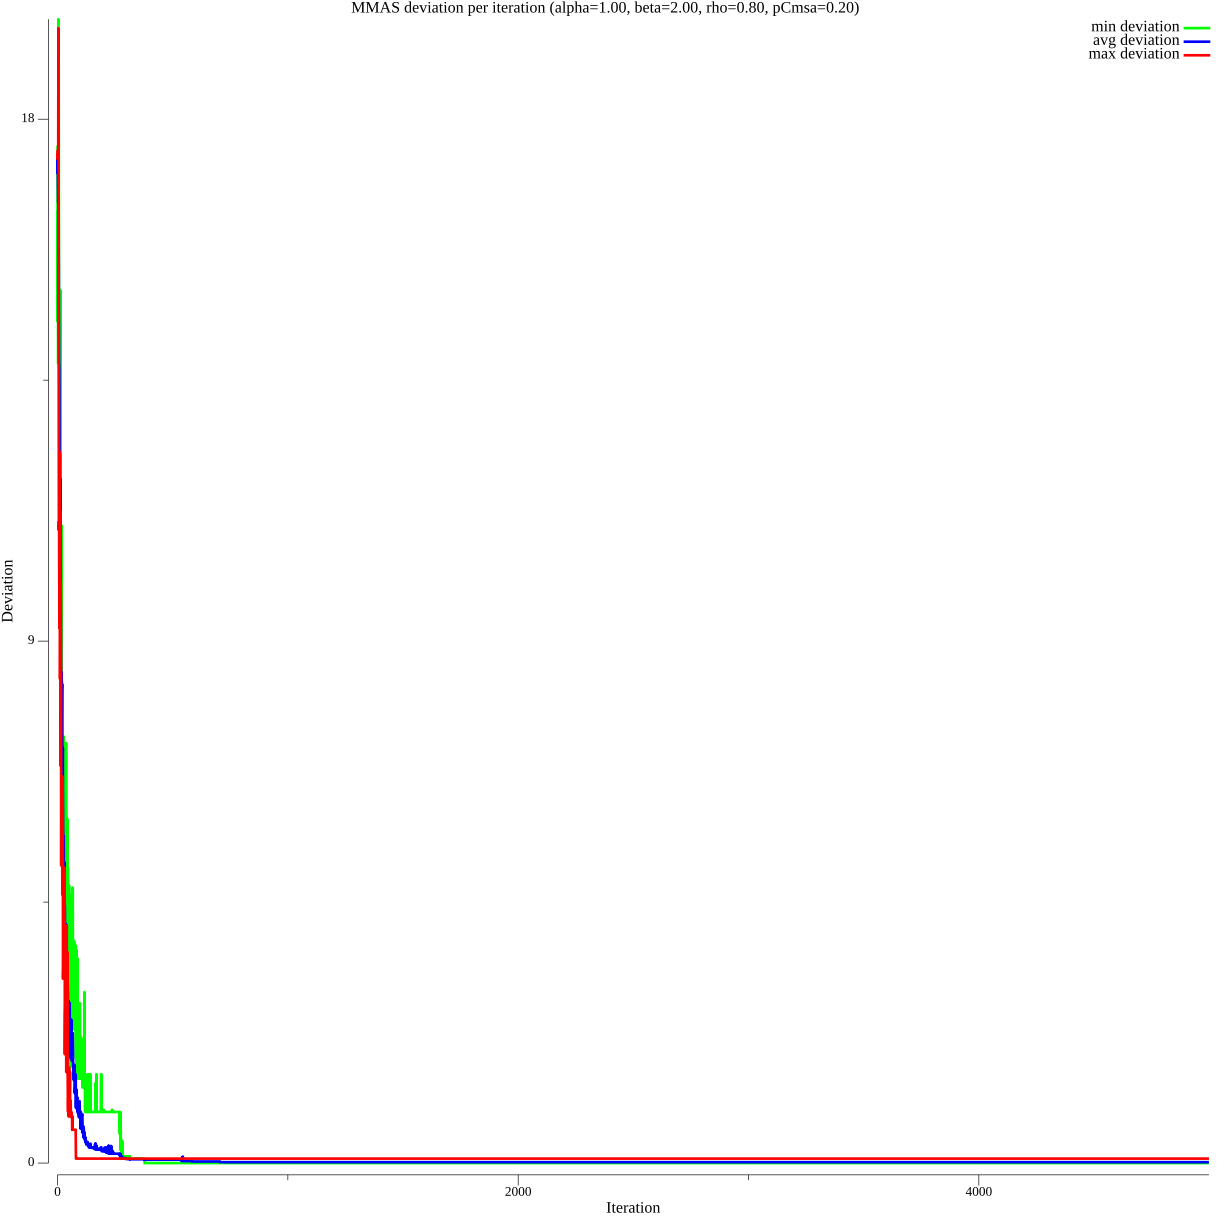 MMAS deviation per iteration (alpha=1.00, beta=2.00, rho=0.80, pCmsa=0.20)
min deviation
avg deviation
max deviation
18
9
0
Deviation
0 2000 4000
Iteration